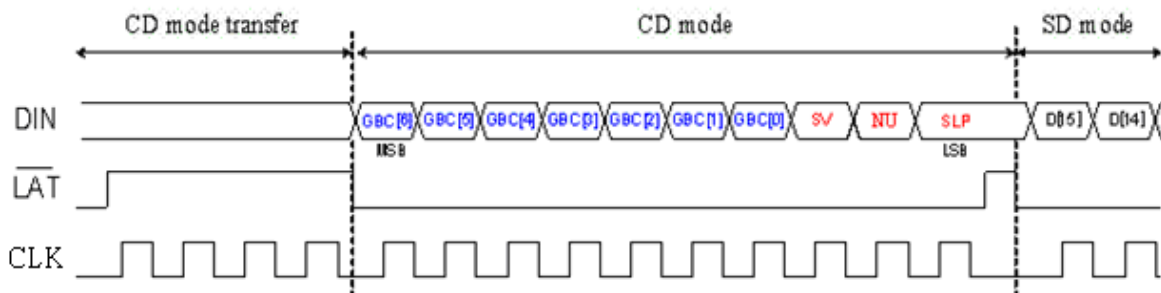 CD mode transfer CD mode SD mode
DIN GBC[6] GBC[5] GBC[4] GBC[3] GBC[2] GBC[1] GBC[0] SV NU SLP D[15] D[14]
MSB LSB
LAT
CLK